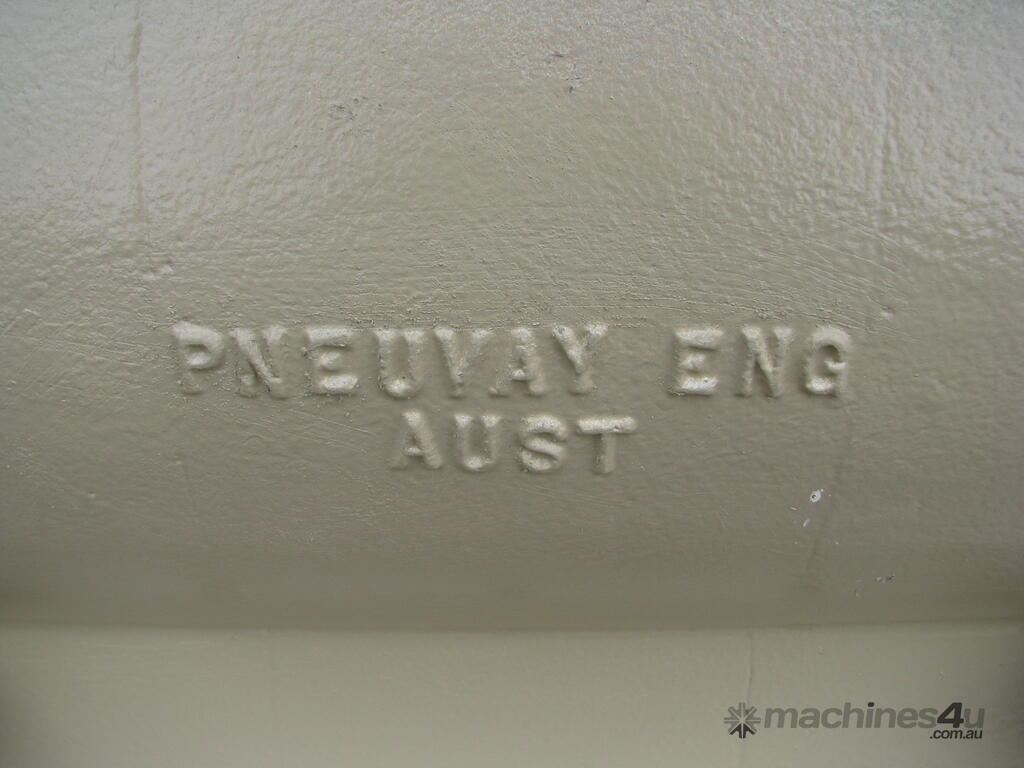 PNEUVAY ENG
AUST
machines4u
.com.au